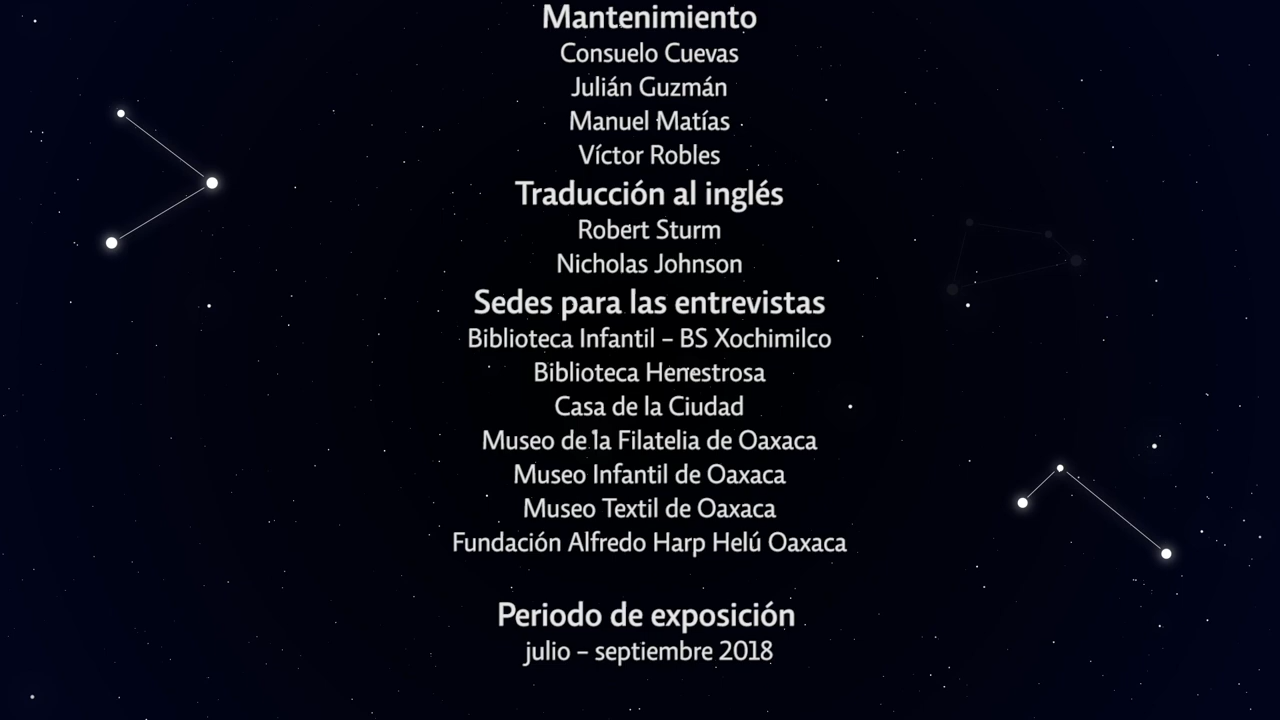 Mantenimiento
Consuelo Cuevas
Julián Guzmán
Manuel Matías
Víctor Robles
Traducción al inglés
Robert Sturm
Nicholas Johnson
Sedes para las entrevistas
Biblioteca Infantil – BS Xochimilco
Biblioteca Henestrosa
Casa de la Ciudad
Museo de la Filatelia de Oaxaca
Museo Infantil de Oaxaca
Museo Textil de Oaxaca
Fundación Alfredo Harp Helú Oaxaca
Periodo de exposición
julio – septiembre 2018